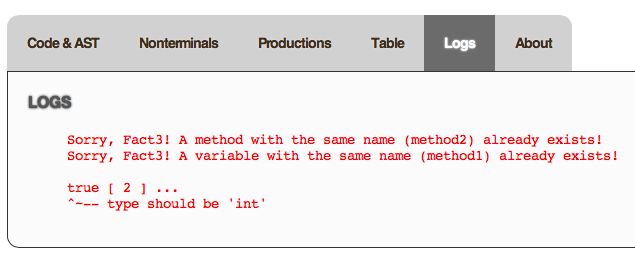 Code & AST
Nonterminals
Productions
Table
Logs
About
LOGS
Sorry, Fact3! A method with the same name (method2) already exists!
Sorry, Fact3! A variable with the same name (method1) already exists!
true [ 2 ] ...
^~-- type should be 'int'